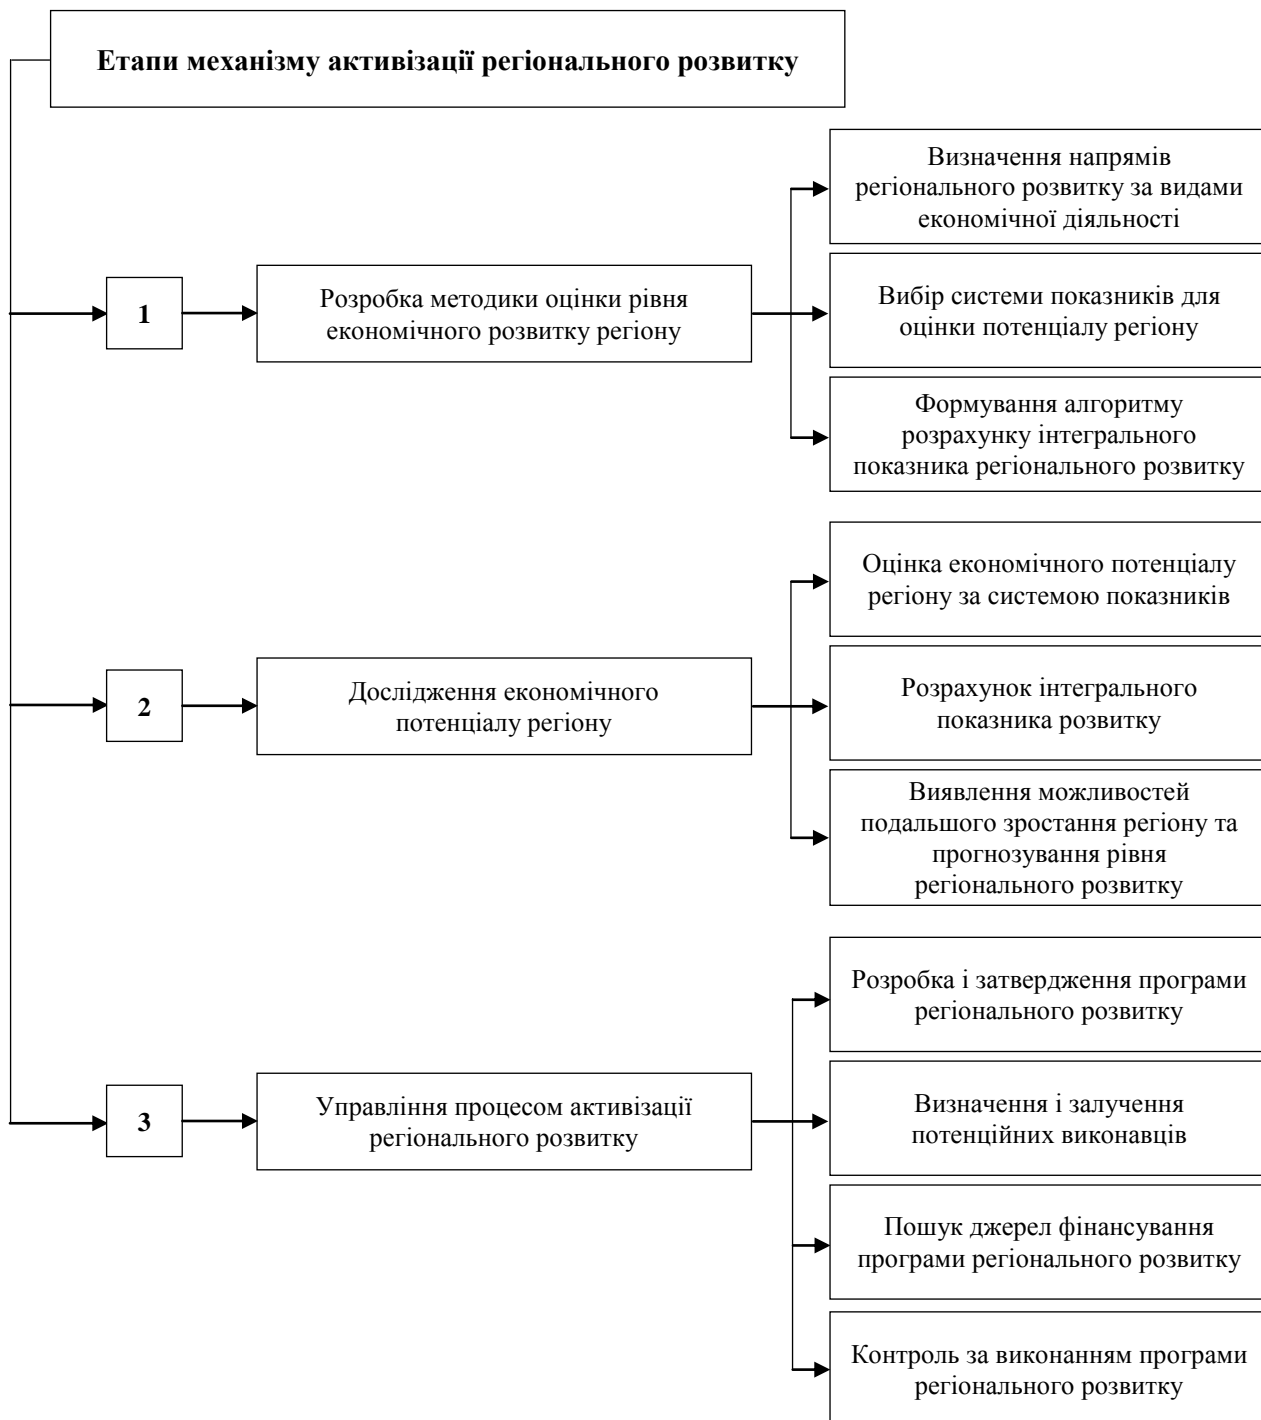 Етапи механізму активізації регіонального розвитку
1
Розробка методики оцінки рівня
економічного розвитку регіону
Визначення напрямів
регіонального розвитку за видами
економічної діяльності
Вибір системи показників для
оцінки потенціалу регіону
Формування алгоритму
розрахунку інтегрального
показника регіонального розвитку
2
Дослідження економічного
потенціалу регіону
Оцінка економічного потенціалу
регіону за системою показників
Розрахунок інтегрального
показника розвитку
Виявлення можливостей
подальшого зростання регіону та
прогнозування рівня
регіонального розвитку
3
Управління процесом активізації
регіонального розвитку
Розробка і затвердження програми
регіонального розвитку
Визначення і залучення
потенційних виконавців
Пошук джерел фінансування
програми регіонального розвитку
Контроль за виконанням програми
регіонального розвитку